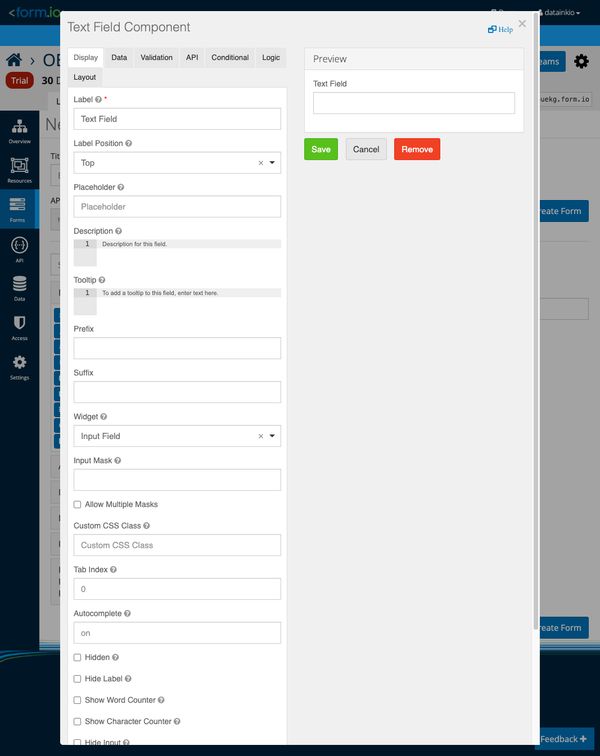 <form.io
Text Field Component
×
Help
datainkio
Trial
30 D
eams
uekg.form.io
Overview
Resources
Forms
API
Data
Access
Settings
Display
Data
Validation
API
Conditional
Logic
Layout
Label *
Text Field
Label Position
Top
Placeholder
Placeholder
Description
1 Description for this field.
Tooltip
1 To add a tooltip to this field, enter text here.
Prefix
Suffix
Widget
Input Field
Input Mask
Allow Multiple Masks
Custom CSS Class
Custom CSS Class
Tab Index
0
Autocomplete
on
Hidden
Hide Label
Show Word Counter
Show Character Counter
Hide Input
Preview
Text Field
Save
Cancel
Remove
reate Form
reate Form
Feedback +